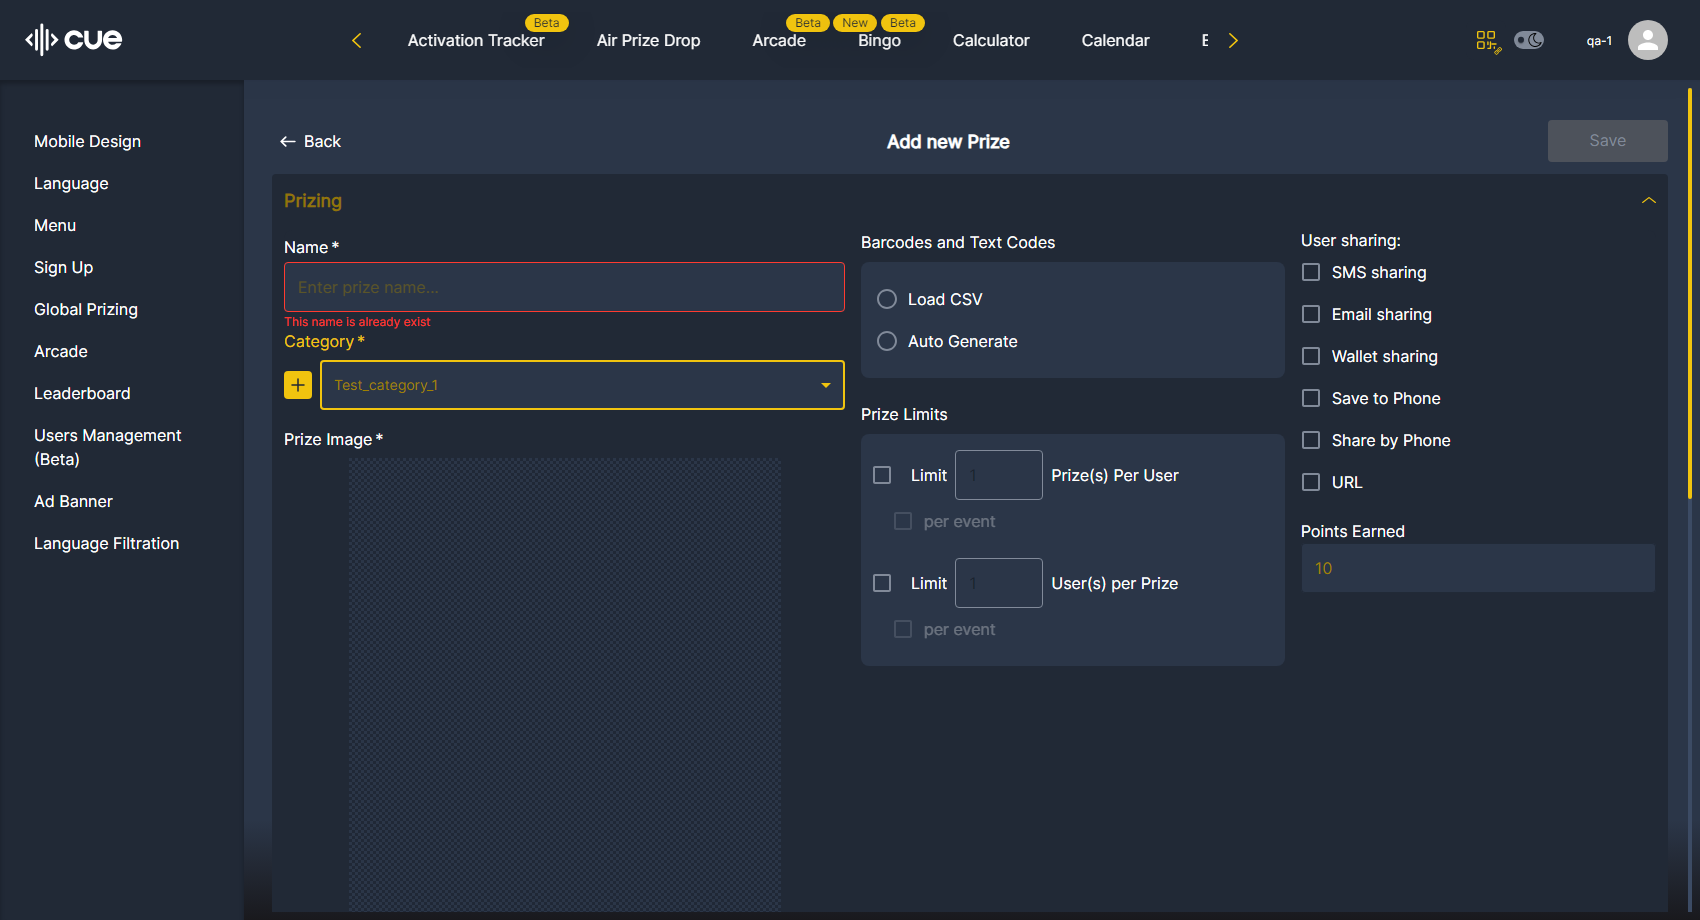 cue
Activation Tracker
Beta
Air Prize Drop
Arcade
Beta
Bingo
New
Beta
Calculator
Calendar
qa-1
Mobile Design
Language
Menu
Sign Up
Global Prizing
Arcade
Leaderboard
Users Management
(Beta)
Ad Banner
Language Filtration
Back
Add new Prize
Save
Prizing
Name*
Enter prize name...
This name is already exist
Category*
Test_category_1
Prize Image*
Barcodes and Text Codes
Load CSV
Auto Generate
Prize Limits
Limit 1 Prize(s) Per User
per event
Limit 1 User(s) per Prize
per event
User sharing:
SMS sharing
Email sharing
Wallet sharing
Save to Phone
Share by Phone
URL
Points Earned
10